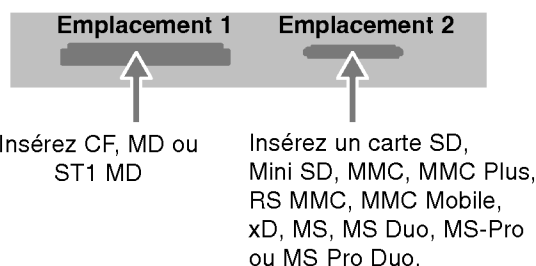 Emplacement 1 Emplacement 2
Insérez CF, MD ou
ST1 MD
Insérez un carte SD,
Mini SD, MMC, MMC Plus,
RS MMC, MMC Mobile,
xD, MS, MS Duo, MS-Pro
ou MS Pro Duo.